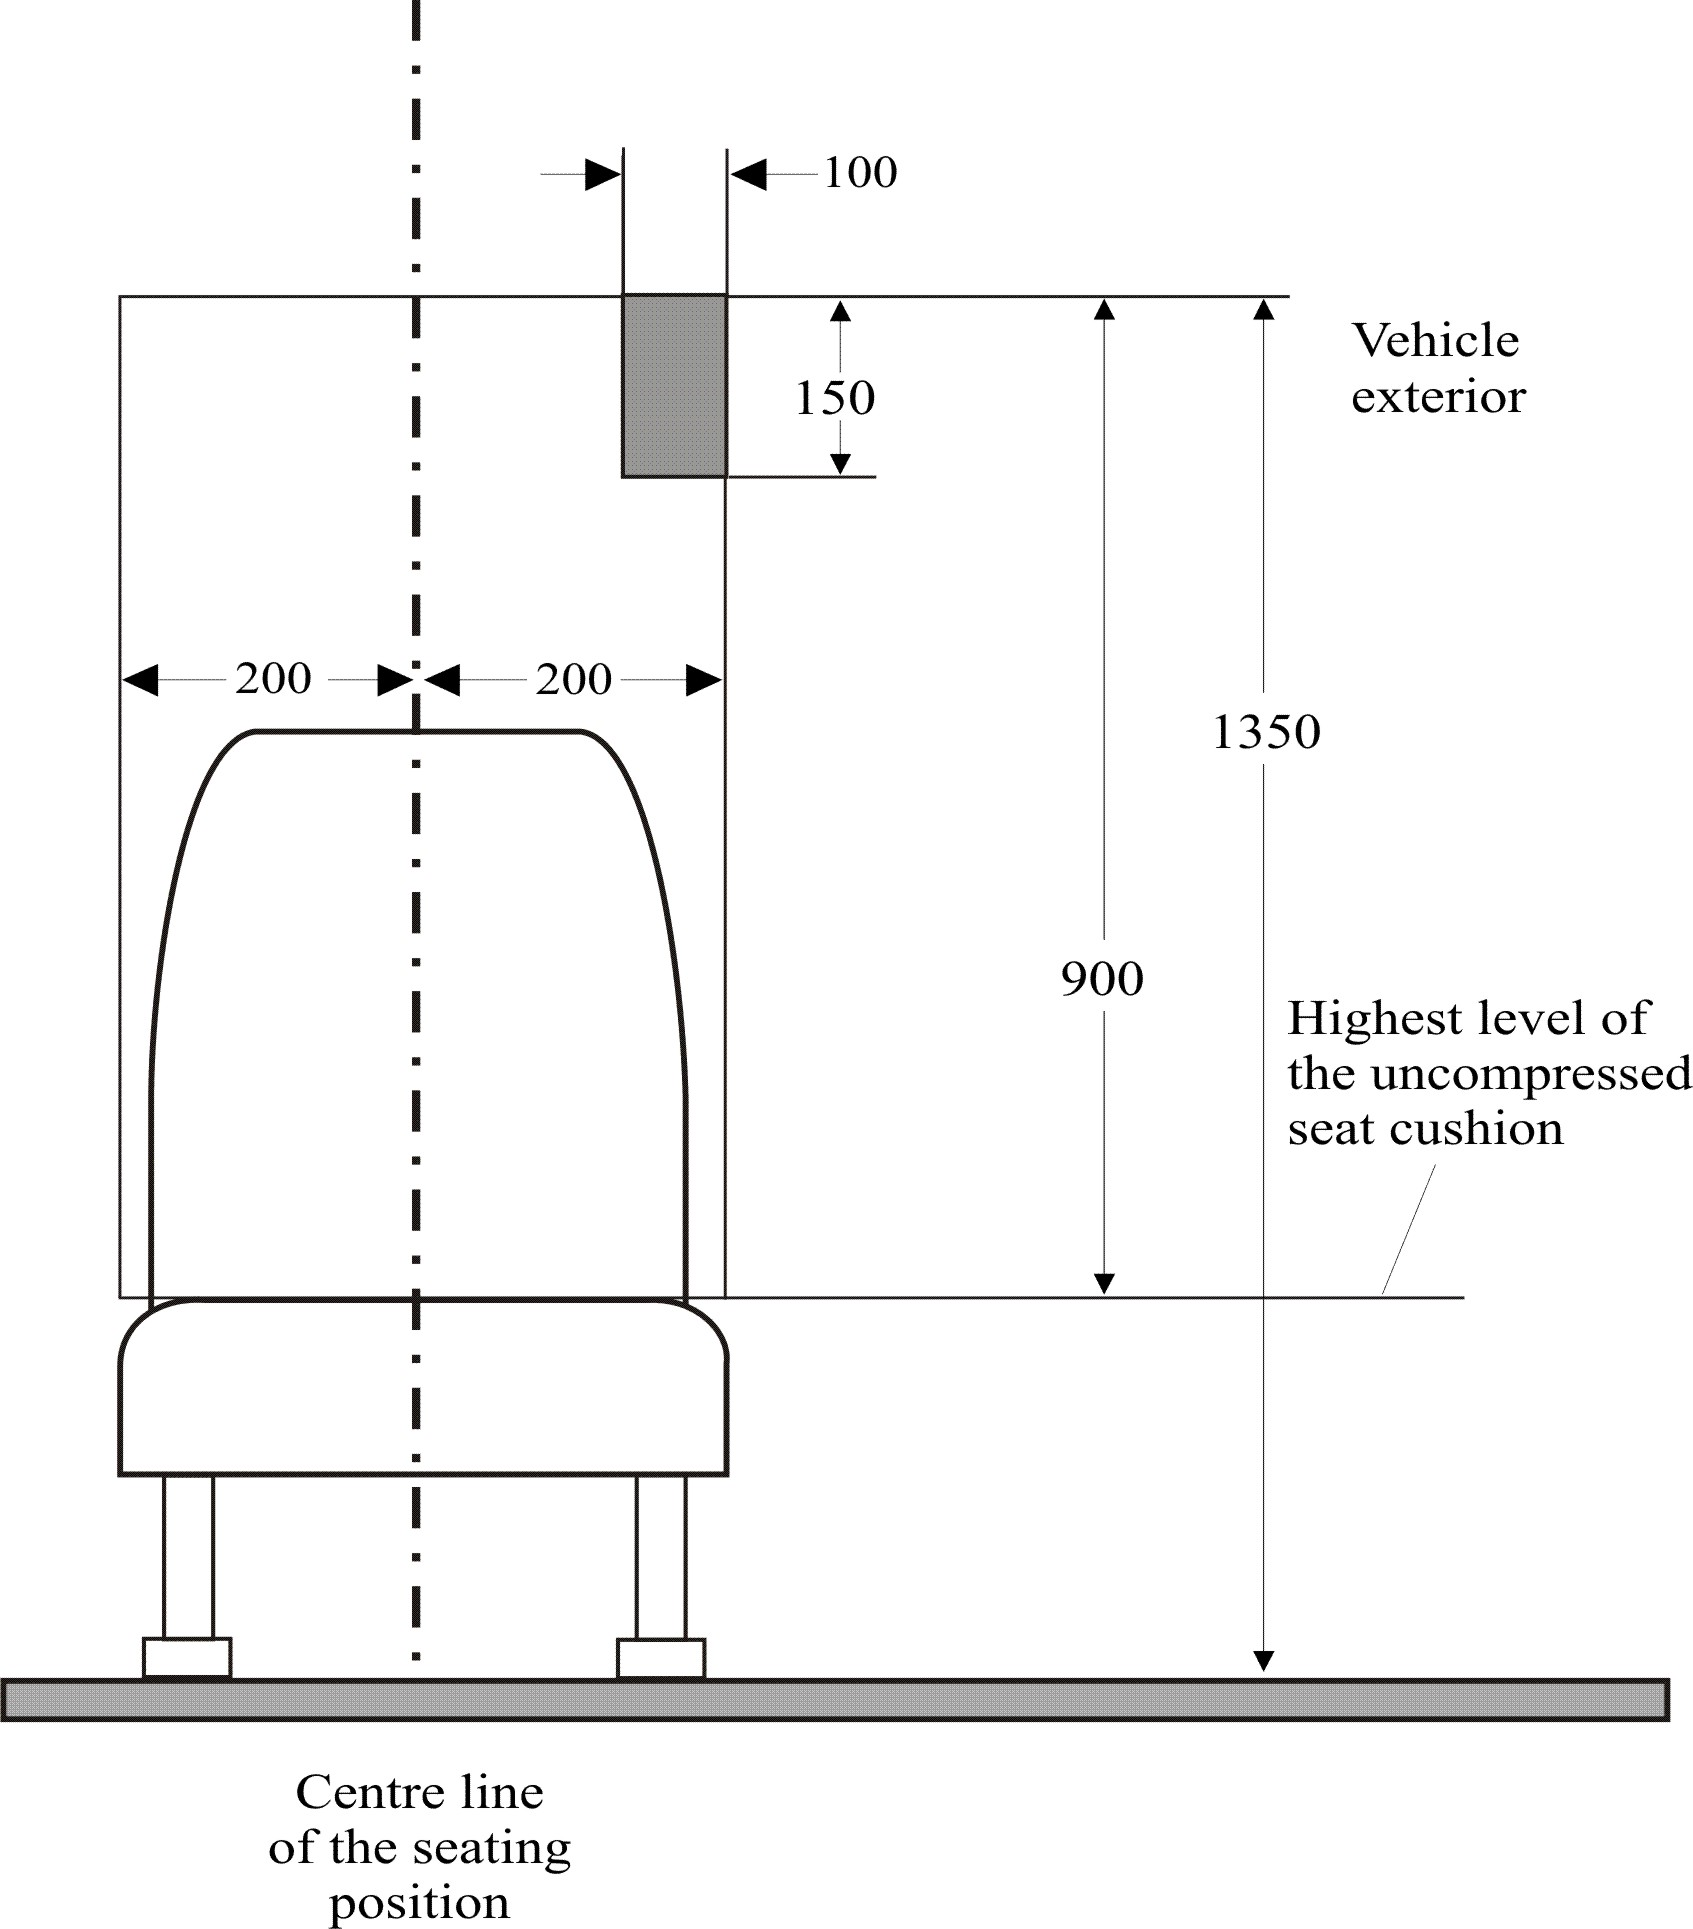 100
Vehicle
exterior
150
200
200
1350
900
Highest level of
the uncompressed
seat cushion
Centre line
of the seating
position